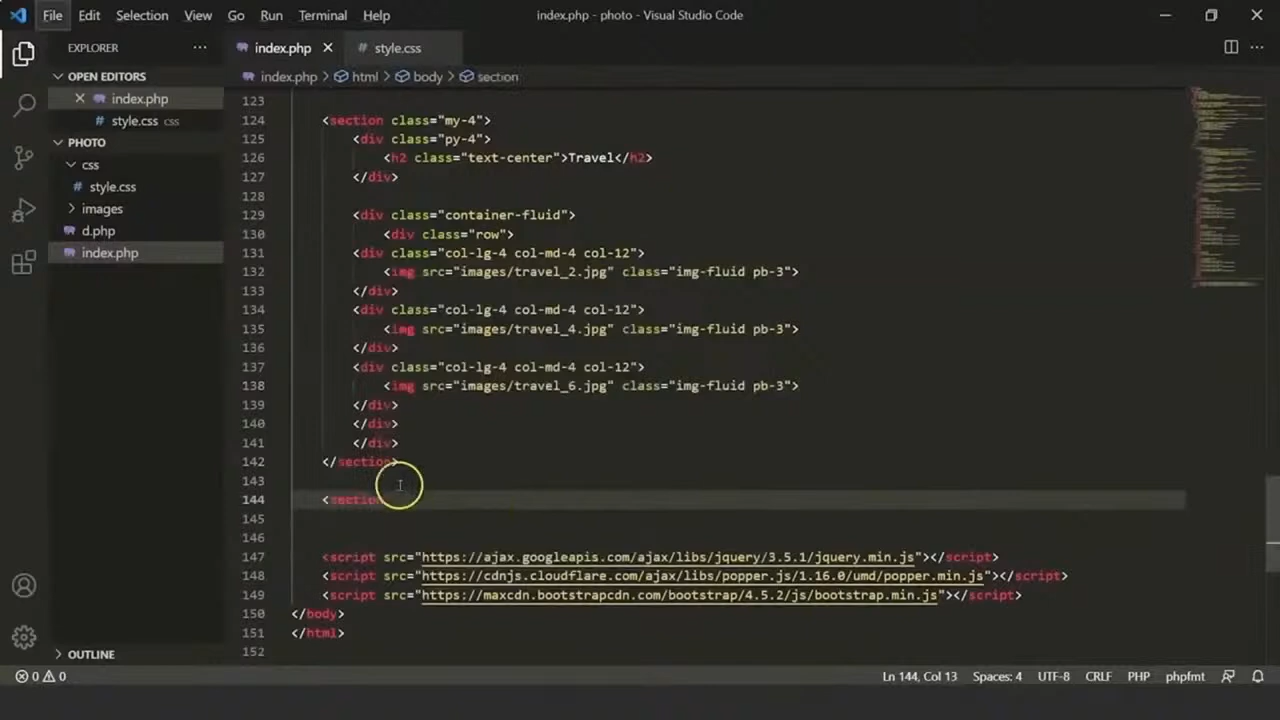 File Edit Selection View Go Run Terminal Help index.php - photo - Visual Studio Code
EXPLORER ···
index.php
# style.css
OPEN EDITORS
index.php > html > body > section
index.php
# style.css css
PHOTO
css
# style.css
images
d.php
index.php
OUTLINE
123
124 <section class="my-4">
125 <div class="py-4">
126 <h2 class="text-center">Travel</h2>
127 </div>
128
129 <div class="container-fluid">
130 <div class="row">
131 <div class="col-lg-4 col-md-4 col-12">
132 <img src="images/travel_2.jpg" class="img-fluid pb-3">
133 </div>
134 <div class="col-lg-4 col-md-4 col-12">
135 <img src="images/travel_4.jpg" class="img-fluid pb-3">
136 </div>
137 <div class="col-lg-4 col-md-4 col-12">
138 <img src="images/travel_6.jpg" class="img-fluid pb-3">
139 </div>
140 </div>
141 </div>
142 </section>
143
144 <section
145
146
147 <script src="https://ajax.googleapis.com/ajax/libs/jquery/3.5.1/jquery.min.js"></script>
148 <script src="https://cdnjs.cloudflare.com/ajax/libs/popper.js/1.16.0/umd/popper.min.js"></script>
149 <script src="https://maxcdn.bootstrapcdn.com/bootstrap/4.5.2/js/bootstrap.min.js"></script>
150 </body>
151 </html>
152
0 0 Ln 144, Col 13 Spaces: 4 UTF-8 CRLF PHP phpfmt